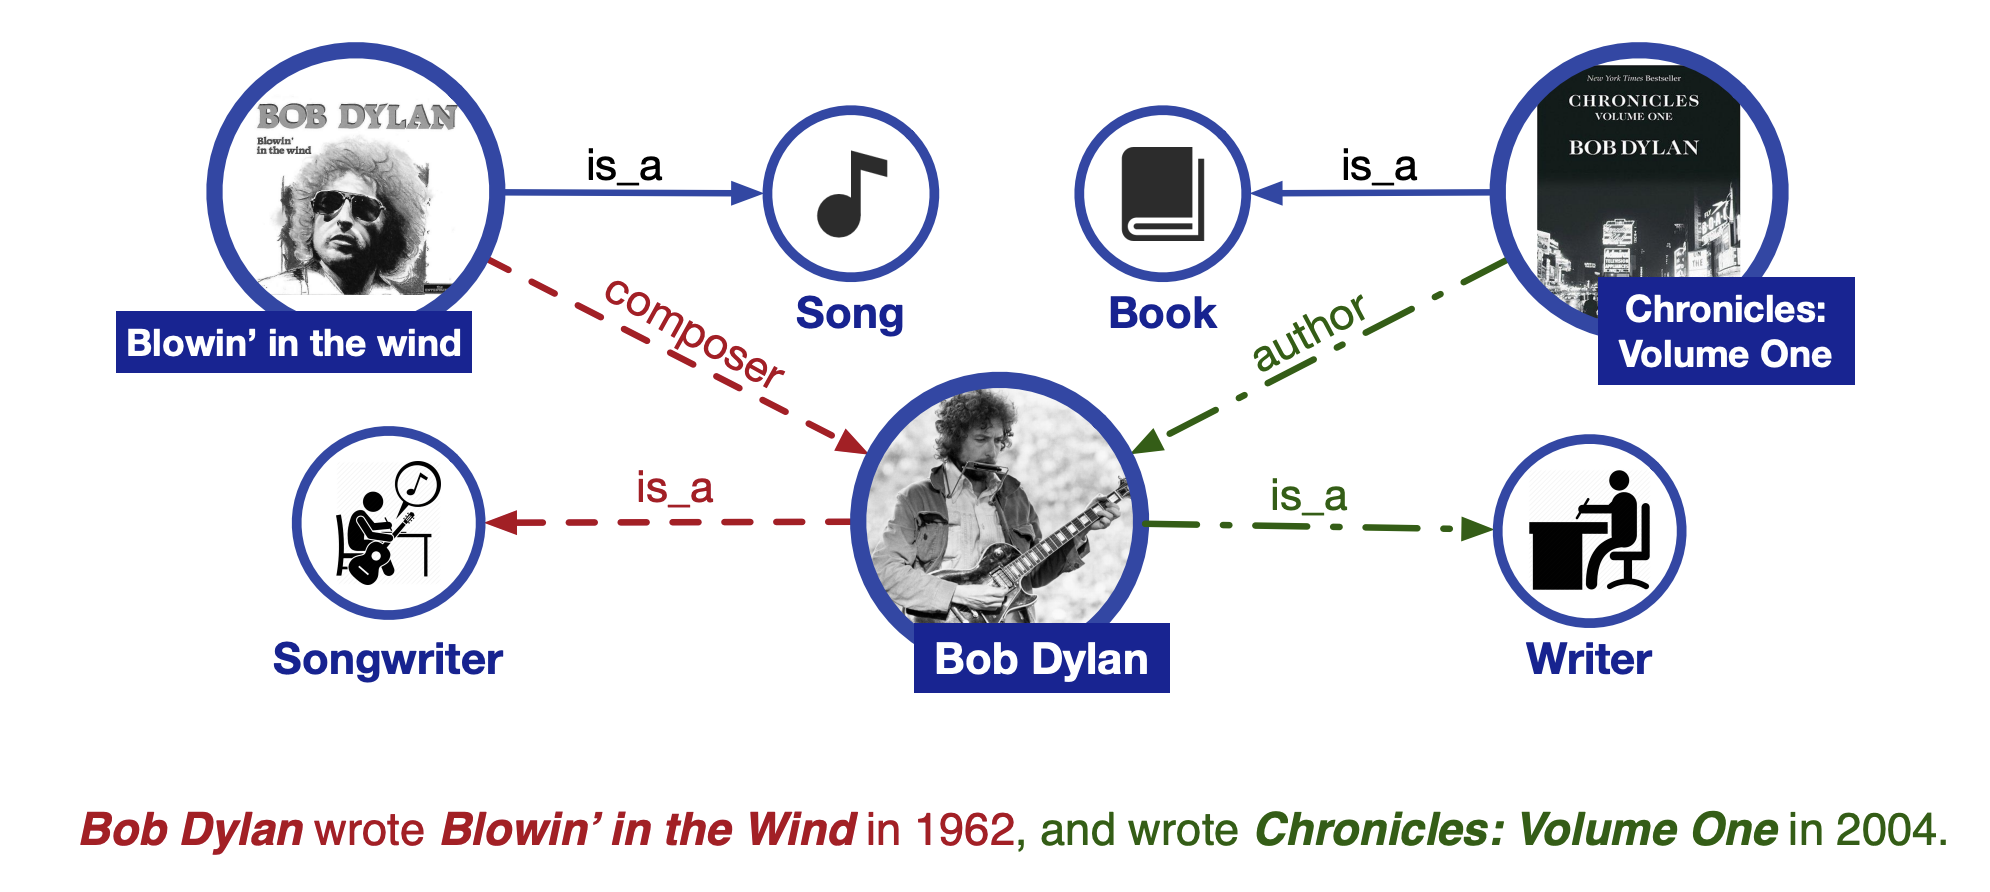 BOB DYLAN
Blowin'
in the wind
Blowin' in the wind
is_a
Song
Book
is_a
New York Times Bestseller
CHRONICLES
VOLUME ONE
BOB DYLAN
Chronicles:
Volume One
composer
author
is_a
Songwriter
Bob Dylan
is_a
Writer
Bob Dylan wrote Blowin' in the Wind in 1962, and wrote Chronicles: Volume One in 2004.